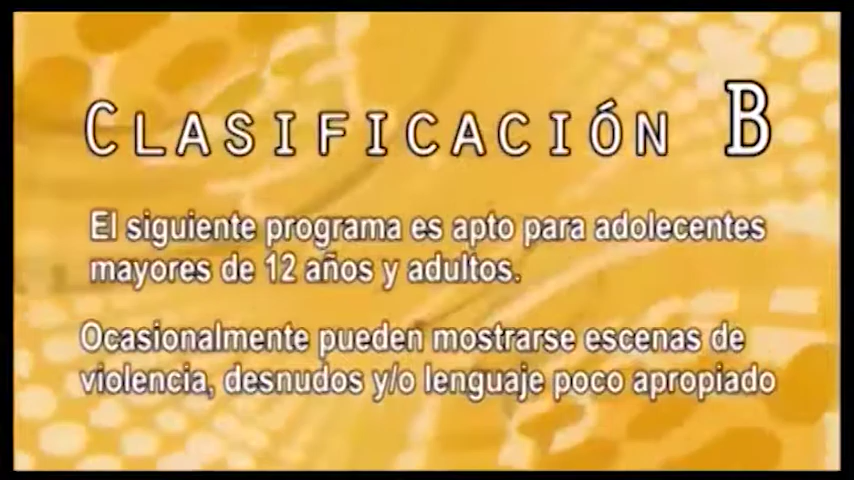 CLASIFICACIÓN B
El siguiente programa es apto para adolecentes
mayores de 12 años y adultos.
Ocasionalmente pueden mostrarse escenas de
violencia, desnudos y/o lenguaje poco apropiado